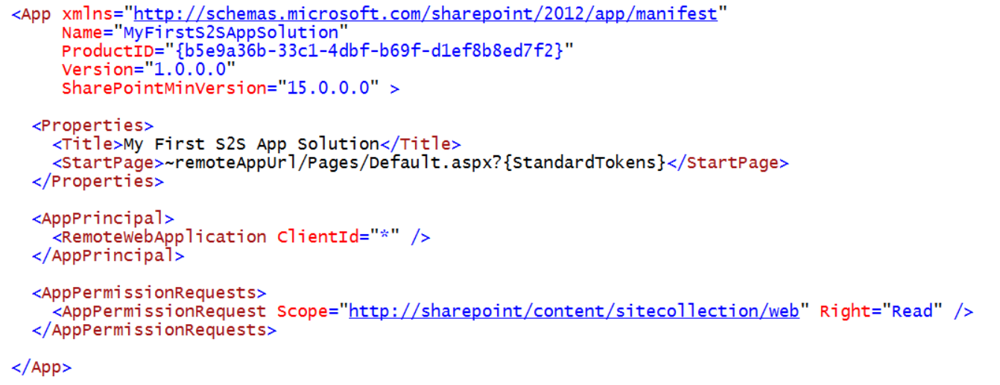 <App xmlns="http://schemas.microsoft.com/sharepoint/2012/app/manifest"
Name="MyFirstS2SAppSolution"
ProductID="{b5e9a36b-33c1-4dbf-b69f-d1ef8b8ed7f2}"
Version="1.0.0.0"
SharePointMinVersion="15.0.0.0" >
<Properties>
<Title>My First S2S App Solution</Title>
<StartPage>~remoteAppUrl/Pages/Default.aspx?{StandardTokens}</StartPage>
</Properties>
<AppPrincipal>
<RemoteWebApplication ClientId="*" />
</AppPrincipal>
<AppPermissionRequests>
<AppPermissionRequest Scope="http://sharepoint/content/sitecollection/web" Right="Read" />
</AppPermissionRequests>
</App>